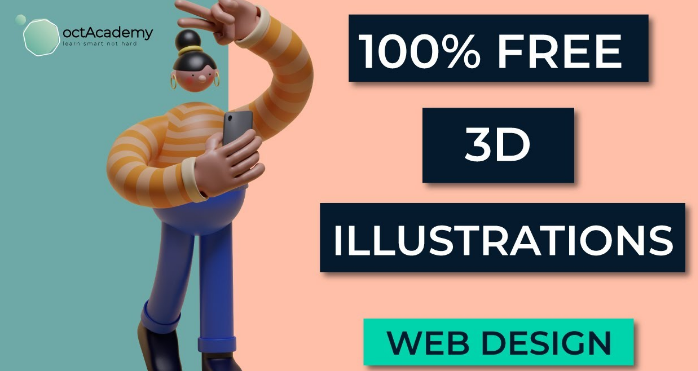 octAcademy
learn smart not hard
100% FREE
3D
ILLUSTRATIONS
WEB DESIGN